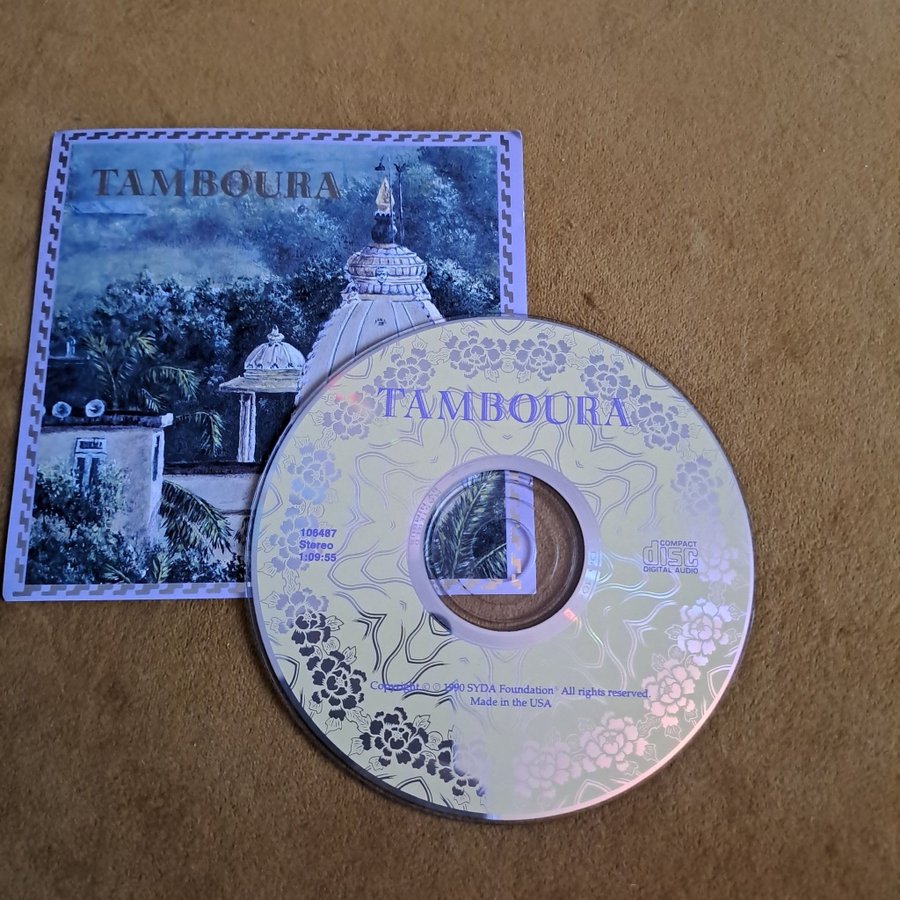 TAMBOURA
TAMBOURA
106487
Stereo
1:09:55
COMPACT
disc
DIGITAL AUDIO
Copyright © ℗ 1990 SYDA Foundation® All rights reserved.
Made in the USA